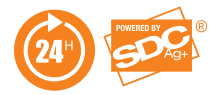 24H
POWERED BY
SDC ®
Ag+